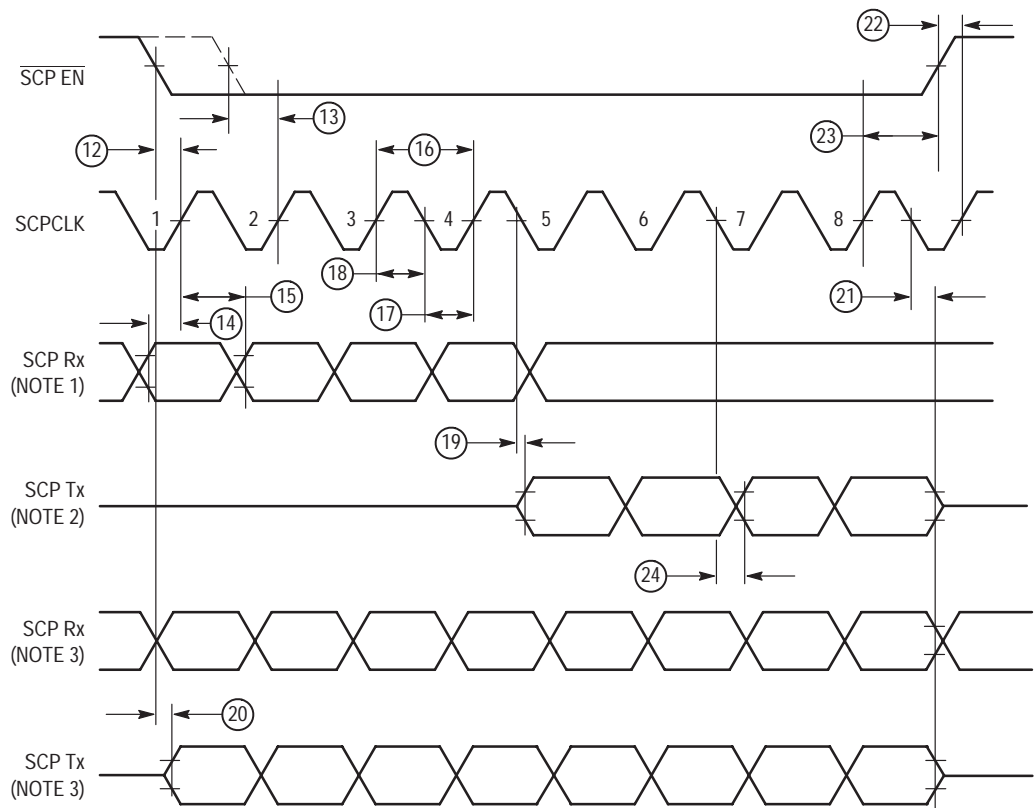 22
SCP EN
13
23
12
16
SCPCLK
1 2 3 4 5 6 7 8
18
15
21
17
14
SCP Rx
(NOTE 1)
19
SCP Tx
(NOTE 2)
24
SCP Rx
(NOTE 3)
20
SCP Tx
(NOTE 3)